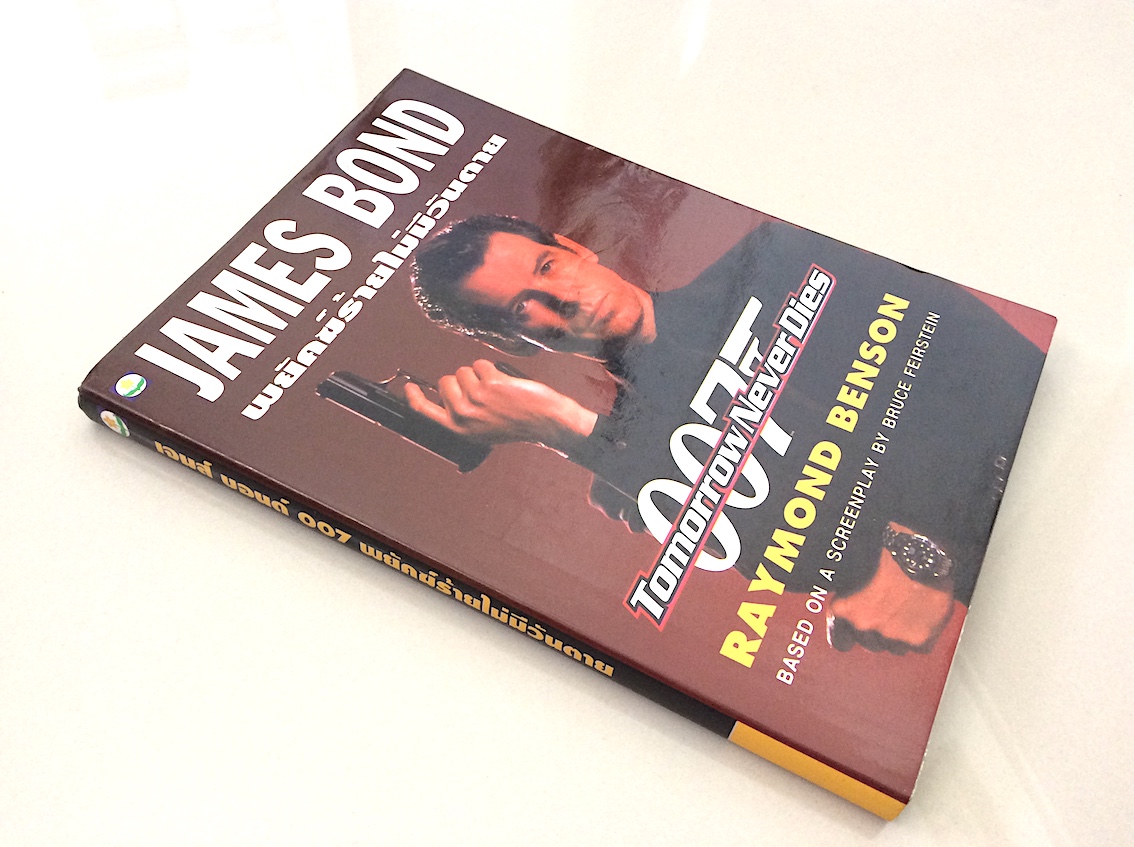 JAMES BOND
พยัคฆ์ร้ายไม่มีวันตาย
007
Tomorrow Never Dies
RAYMOND BENSON
BASED ON A SCREENPLAY BY BRUCE FEIRSTEIN
เจมส์ บอนด์ 007 พยัคฆ์ร้ายไม่มีวันตาย